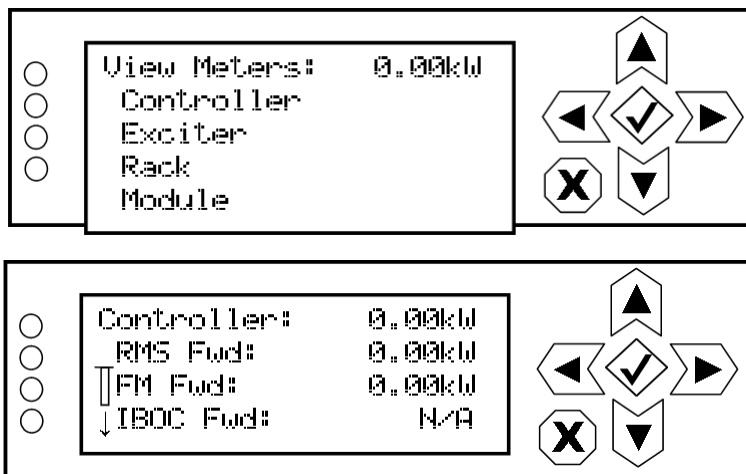 View Meters: 0.00kW
Controller
Exciter
Rack
Module
X
Controller: 0.00kW
RMS Fwd: 0.00kW
FM Fwd: 0.00kW
↓IBOC Fwd: N/A
X